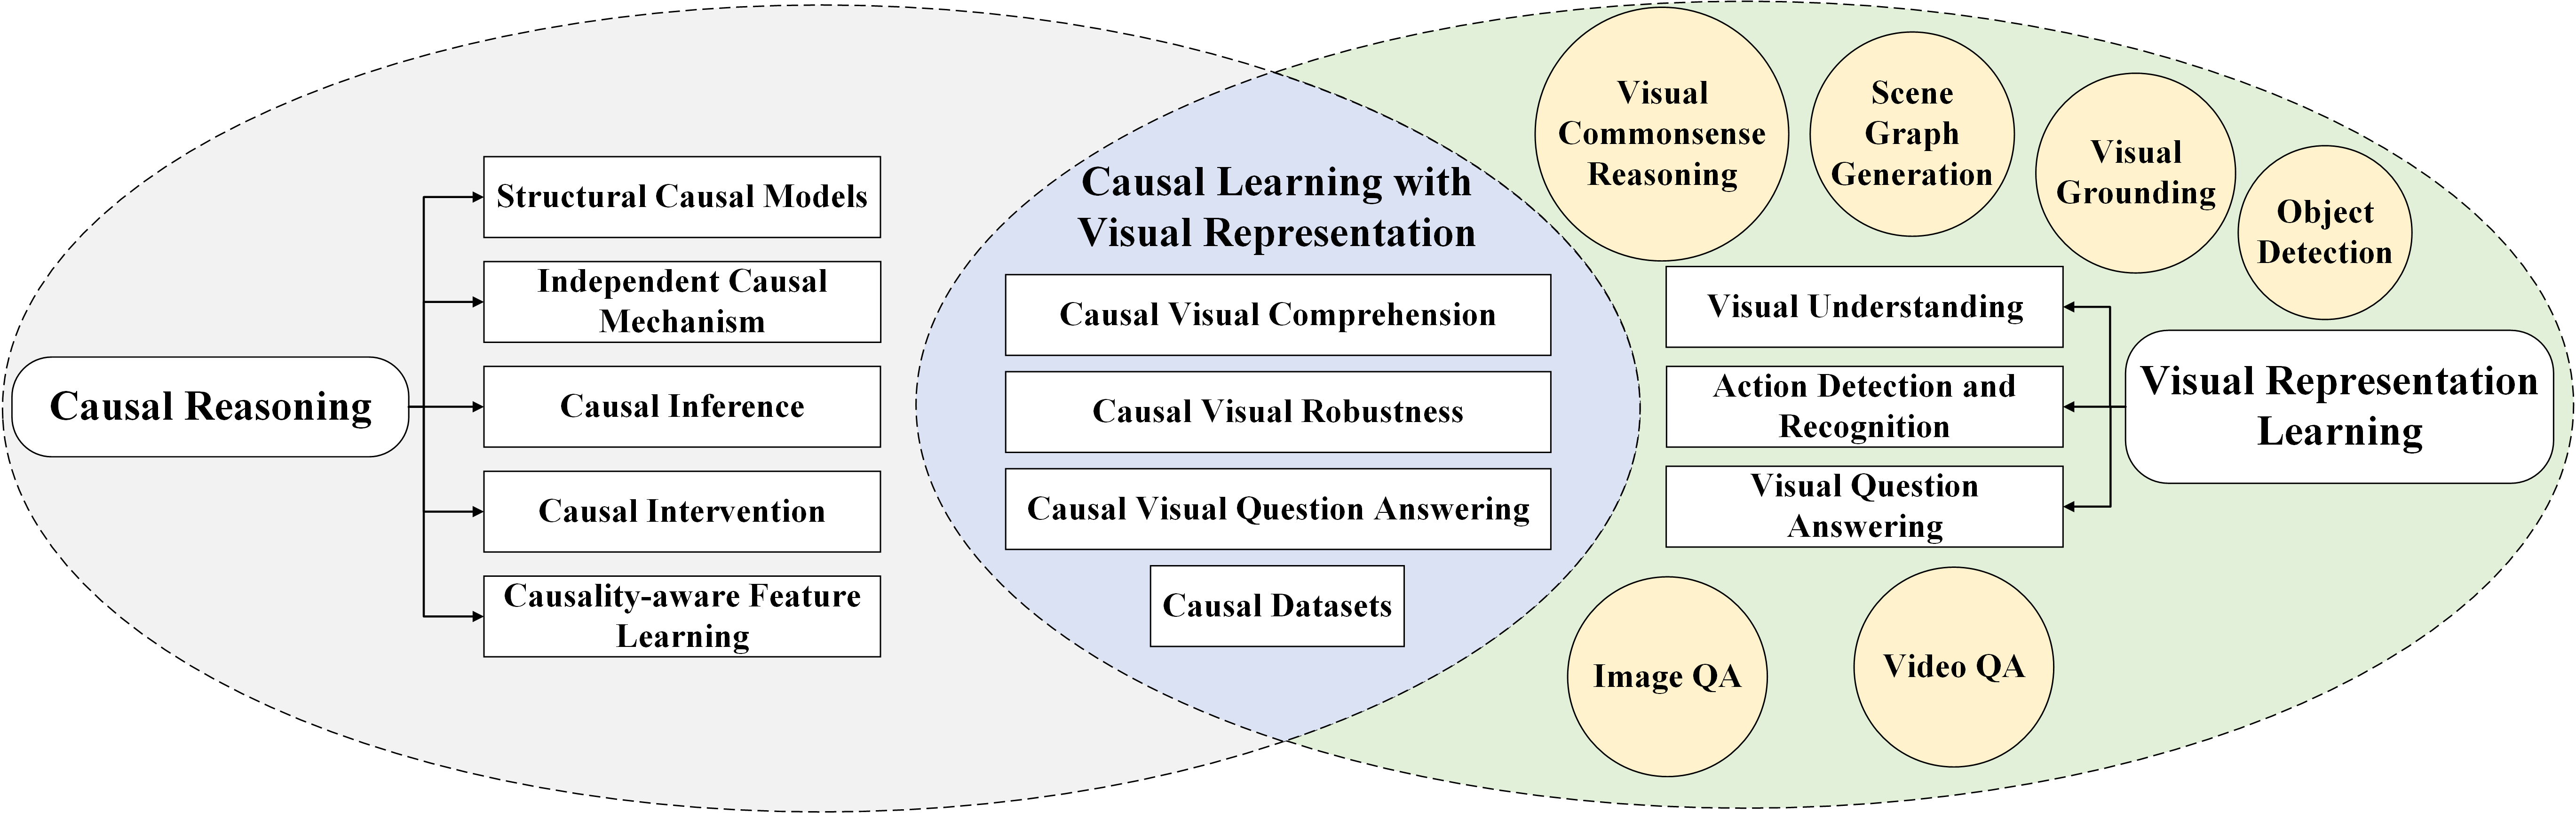 Causal Reasoning
Structural Causal Models
Independent Causal
Mechanism
Causal Inference
Causal Intervention
Causality-aware Feature
Learning
Causal Learning with
Visual Representation
Causal Visual Comprehension
Causal Visual Robustness
Causal Visual Question Answering
Causal Datasets
Visual
Commonsense
Reasoning
Scene
Graph
Generation
Visual
Grounding
Object
Detection
Visual Understanding
Action Detection and
Recognition
Visual Question
Answering
Visual Representation
Learning
Image QA
Video QA